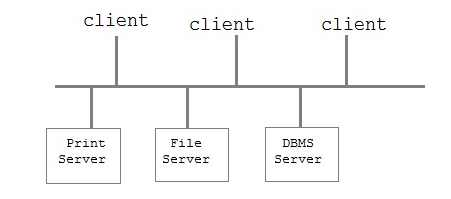 client
client
client
Print
Server
File
Server
DBMS
Server